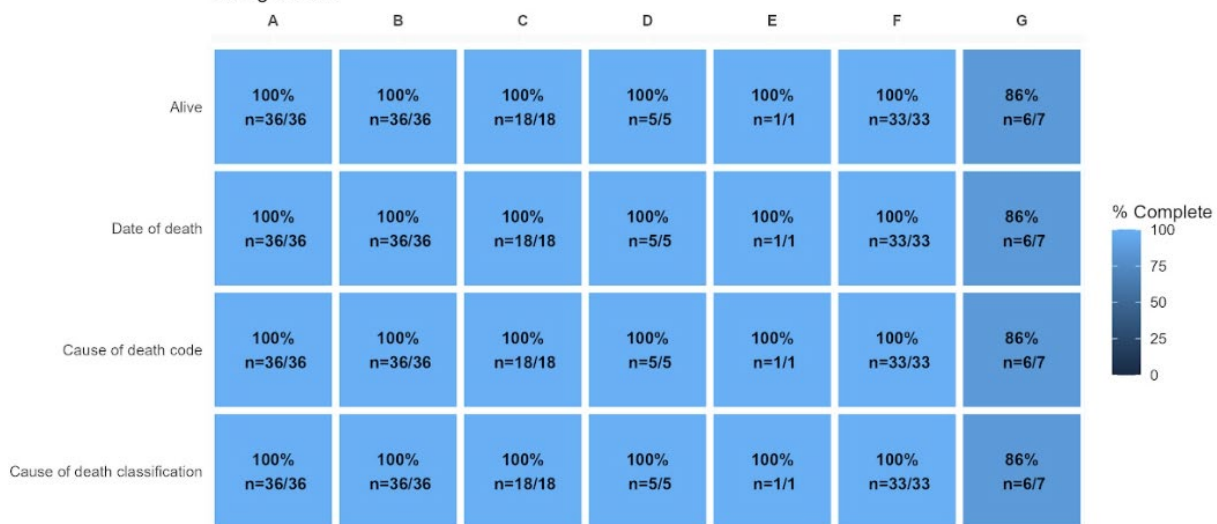 A B C D E F G
Alive
100% 100% 100% 100% 100% 100% 86%
n=36/36 n=36/36 n=18/18 n=5/5 n=1/1 n=33/33 n=6/7
Date of death
100% 100% 100% 100% 100% 100% 86%
n=36/36 n=36/36 n=18/18 n=5/5 n=1/1 n=33/33 n=6/7
Cause of death code
100% 100% 100% 100% 100% 100% 86%
n=36/36 n=36/36 n=18/18 n=5/5 n=1/1 n=33/33 n=6/7
Cause of death classification
100% 100% 100% 100% 100% 100% 86%
n=36/36 n=36/36 n=18/18 n=5/5 n=1/1 n=33/33 n=6/7
% Complete
100
75
50
25
0